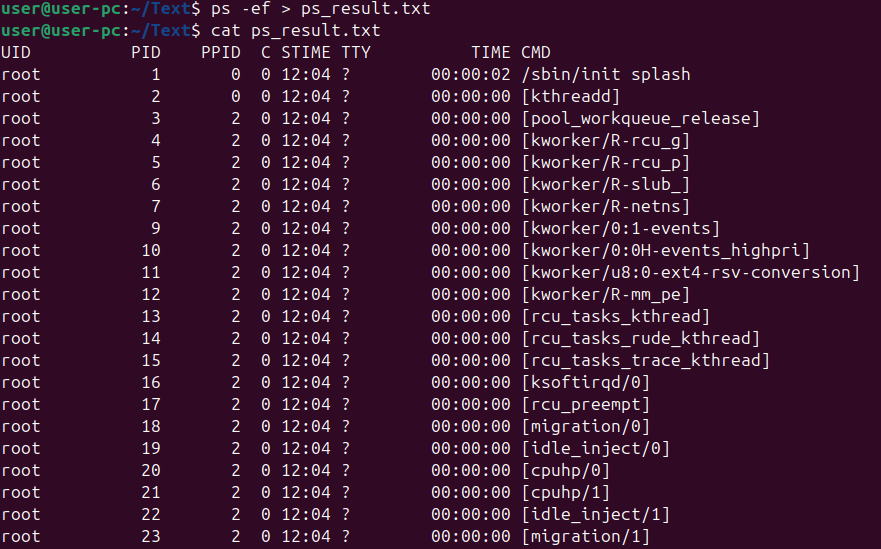 user@user-pc:~/Text$ ps -ef > ps_result.txt
user@user-pc:~/Text$ cat ps_result.txt
UID          PID    PPID  C STIME TTY          TIME CMD
root           1       0  0 12:04 ?        00:00:02 /sbin/init splash
root           2       0  0 12:04 ?        00:00:00 [kthreadd]
root           3       2  0 12:04 ?        00:00:00 [pool_workqueue_release]
root           4       2  0 12:04 ?        00:00:00 [kworker/R-rcu_g]
root           5       2  0 12:04 ?        00:00:00 [kworker/R-rcu_p]
root           6       2  0 12:04 ?        00:00:00 [kworker/R-slub_]
root           7       2  0 12:04 ?        00:00:00 [kworker/R-netns]
root           9       2  0 12:04 ?        00:00:00 [kworker/0:1-events]
root          10       2  0 12:04 ?        00:00:00 [kworker/0:0H-events_highpri]
root          11       2  0 12:04 ?        00:00:00 [kworker/u8:0-ext4-rsv-conversion]
root          12       2  0 12:04 ?        00:00:00 [kworker/R-mm_pe]
root          13       2  0 12:04 ?        00:00:00 [rcu_tasks_kthread]
root          14       2  0 12:04 ?        00:00:00 [rcu_tasks_rude_kthread]
root          15       2  0 12:04 ?        00:00:00 [rcu_tasks_trace_kthread]
root          16       2  0 12:04 ?        00:00:00 [ksoftirqd/0]
root          17       2  0 12:04 ?        00:00:00 [rcu_preempt]
root          18       2  0 12:04 ?        00:00:00 [migration/0]
root          19       2  0 12:04 ?        00:00:00 [idle_inject/0]
root          20       2  0 12:04 ?        00:00:00 [cpuhp/0]
root          21       2  0 12:04 ?        00:00:00 [cpuhp/1]
root          22       2  0 12:04 ?        00:00:00 [idle_inject/1]
root          23       2  0 12:04 ?        00:00:00 [migration/1]